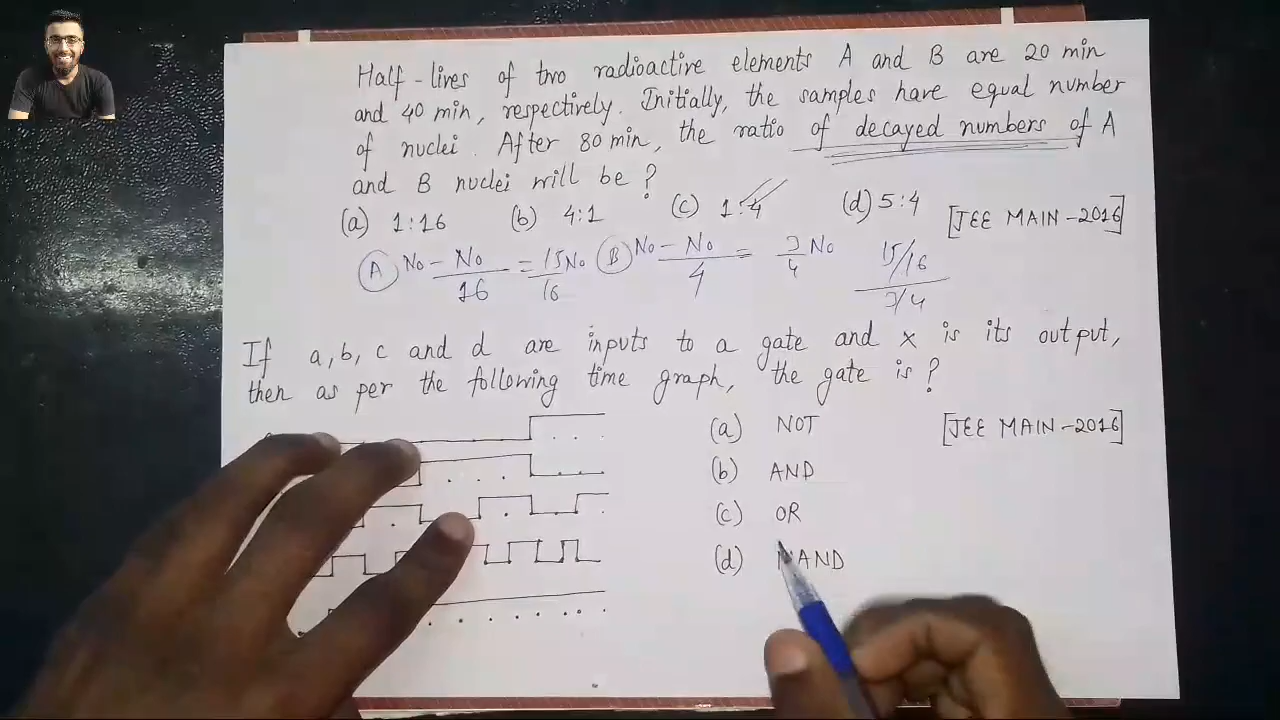 Half-lives of two radioactive elements A and B are 20 min
and 40 min, respectively. Initially, the samples have equal number
of nuclei. After 80 min, the ratio of decayed numbers of A
and B nuclei will be ?
(a) 1:16 (b) 4:1 (c) 1:4 (d) 5:4 [JEE MAIN-2016]
(A) No - No/16 = 15No/16 (B) No - No/4 = 3/4 No 15/16 / 3/4
If a, b, c and d are inputs to a gate and x is its output,
then as per the following time graph, the gate is ?
(a) NOT [JEE MAIN-2016]
(b) AND
(c) OR
(d) NAND